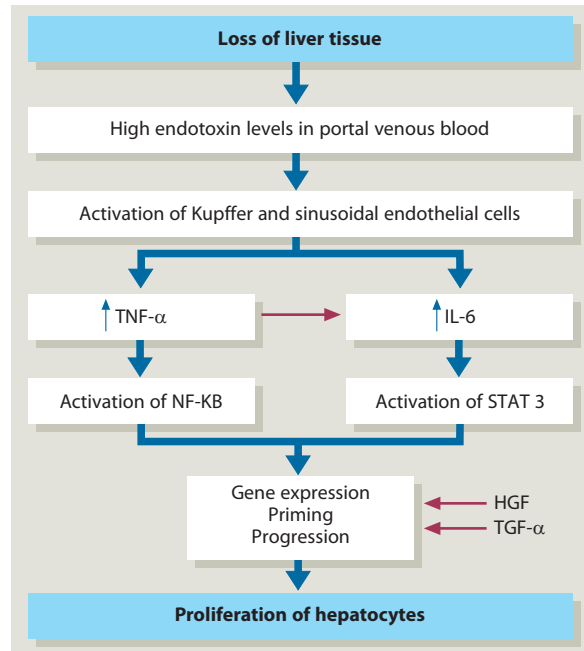 Loss of liver tissue
High endotoxin levels in portal venous blood
Activation of Kupffer and sinusoidal endothelial cells
TNF-α
IL-6
Activation of NF-KB
Activation of STAT 3
Gene expression
Priming
Progression
HGF
TGF-α
Proliferation of hepatocytes